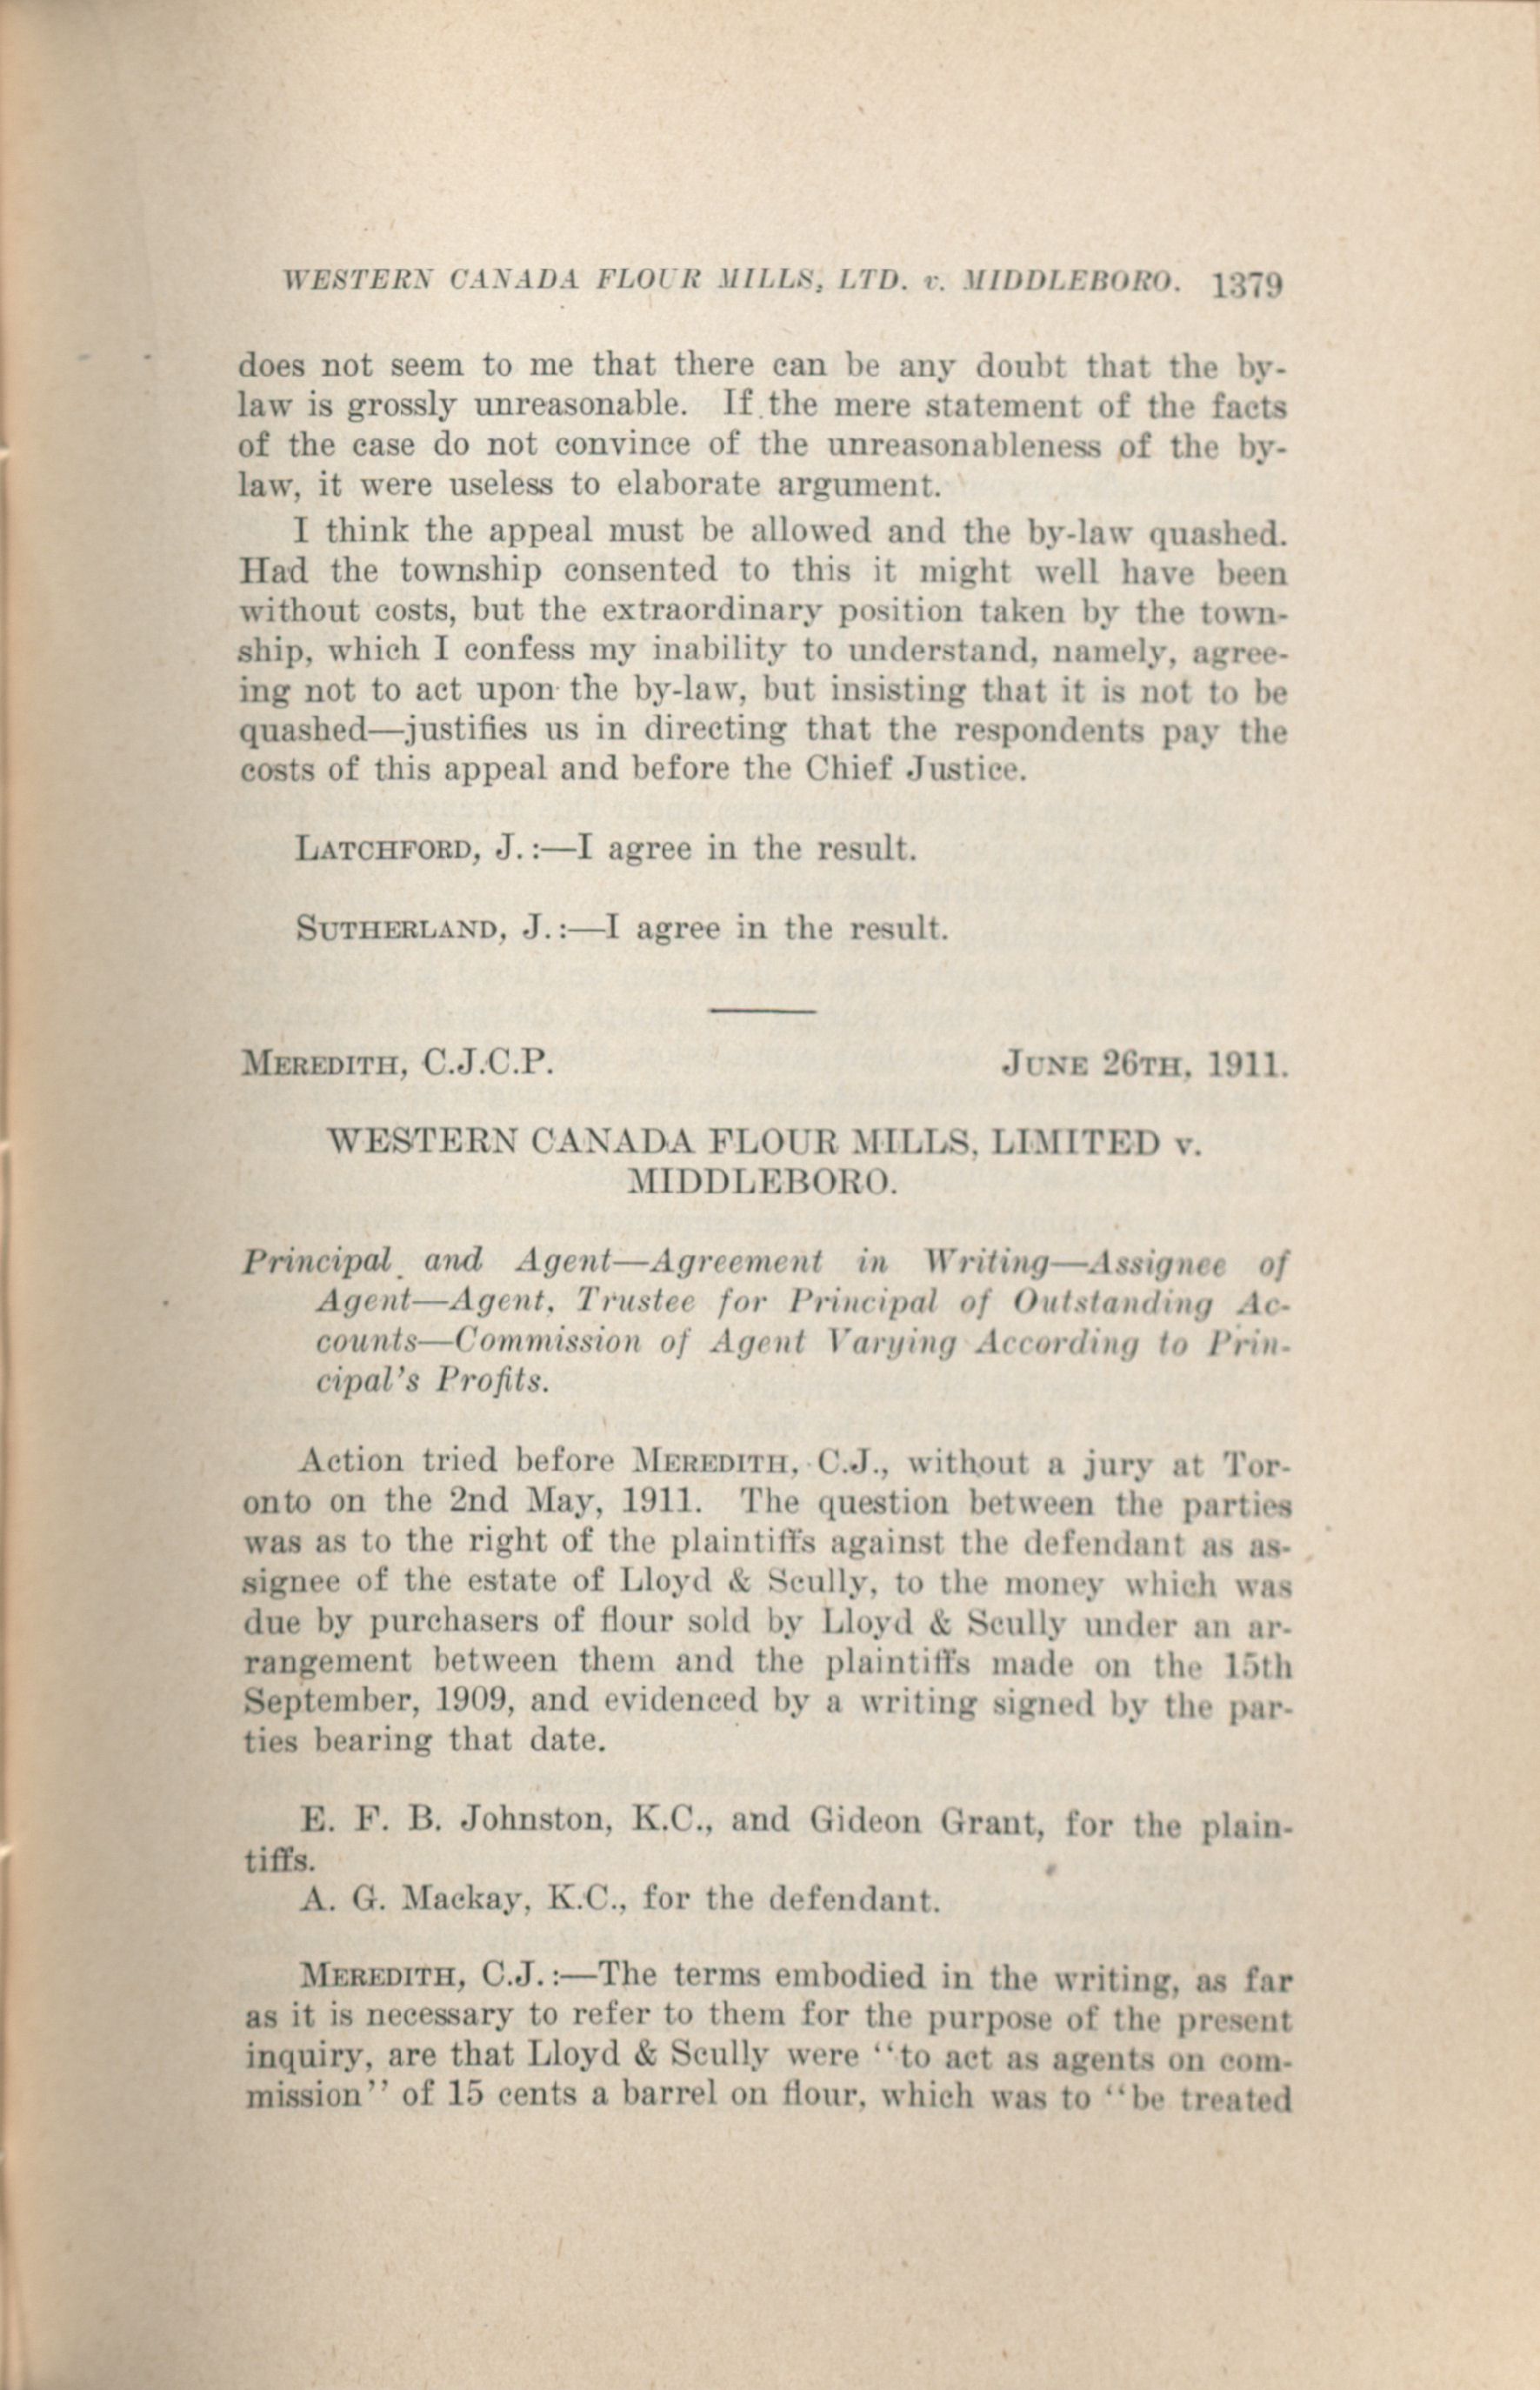 WESTERN CANADA FLOUR MILLS, LTD. v. MIDDLEBORO. 1379
does not seem to me that there can be any doubt that the by-
law is grossly unreasonable. If the mere statement of the facts
of the case do not convince of the unreasonableness of the by-
law, it were useless to elaborate argument.
I think the appeal must be allowed and the by-law quashed.
Had the township consented to this it might well have been
without costs, but the extraordinary position taken by the town-
ship, which I confess my inability to understand, namely, agree-
ing not to act upon the by-law, but insisting that it is not to be
quashed—justifies us in directing that the respondents pay the
costs of this appeal and before the Chief Justice.
LATCHFORD, J.:—I agree in the result.
SUTHERLAND, J.:—I agree in the result.
MEREDITH, C.J.C.P. JUNE 26TH, 1911.
WESTERN CANADA FLOUR MILLS, LIMITED v.
MIDDLEBORO.
Principal and Agent—Agreement in Writing—Assignee of
Agent—Agent, Trustee for Principal of Outstanding Ac-
counts—Commission of Agent Varying According to Prin-
cipal's Profits.
Action tried before MEREDITH, C.J., without a jury at Tor-
onto on the 2nd May, 1911. The question between the parties
was as to the right of the plaintiffs against the defendant as as-
signee of the estate of Lloyd & Scully, to the money which was
due by purchasers of flour sold by Lloyd & Scully under an ar-
rangement between them and the plaintiffs made on the 15th
September, 1909, and evidenced by a writing signed by the par-
ties bearing that date.
E. F. B. Johnston, K.C., and Gideon Grant, for the plain-
tiffs.
A. G. Mackay, K.C., for the defendant.
MEREDITH, C.J.:—The terms embodied in the writing, as far
as it is necessary to refer to them for the purpose of the present
inquiry, are that Lloyd & Scully were "to act as agents on com-
mission" of 15 cents a barrel on flour, which was to "be treated